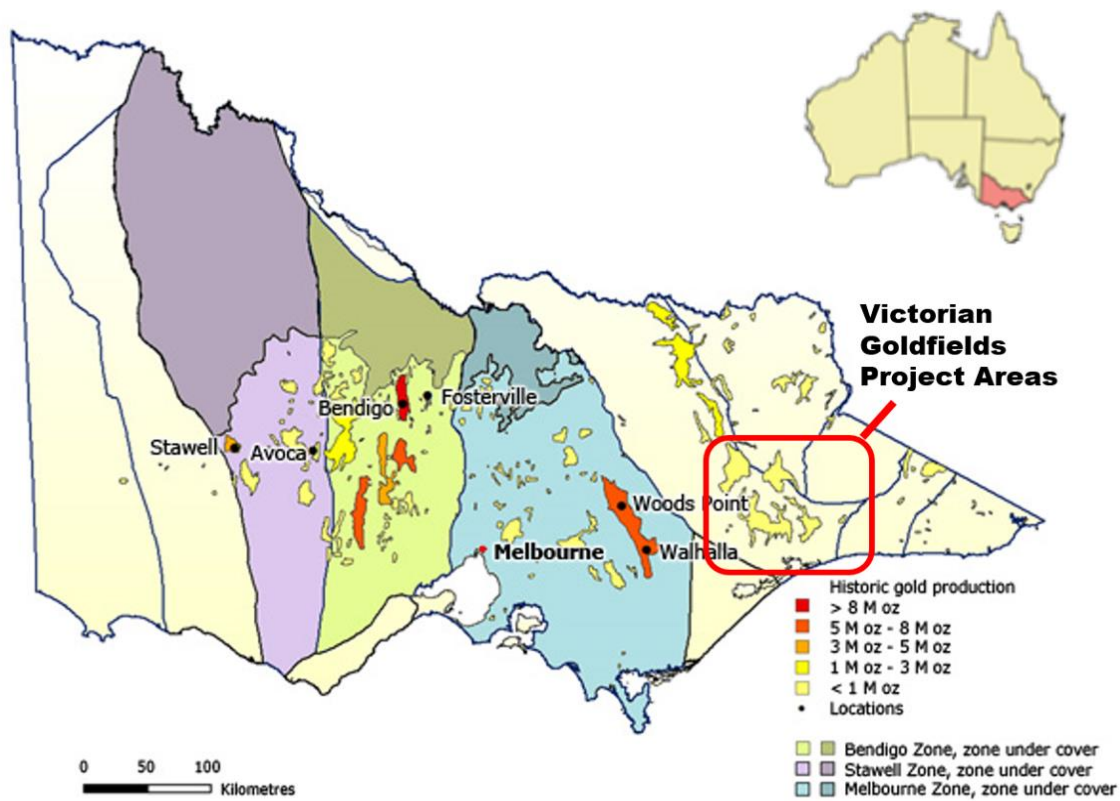 Victorian
Goldfields
Project Areas
Bendigo
Fosterville
Stawell
Avoca
Woods Point
Melbourne
Walhalla
Historic gold production
> 8 M oz
5 M oz - 8 M oz
3 M oz - 5 M oz
1 M oz - 3 M oz
< 1 M oz
Locations
0 50 100
Kilometres
Bendigo Zone, zone under cover
Stawell Zone, zone under cover
Melbourne Zone, zone under cover